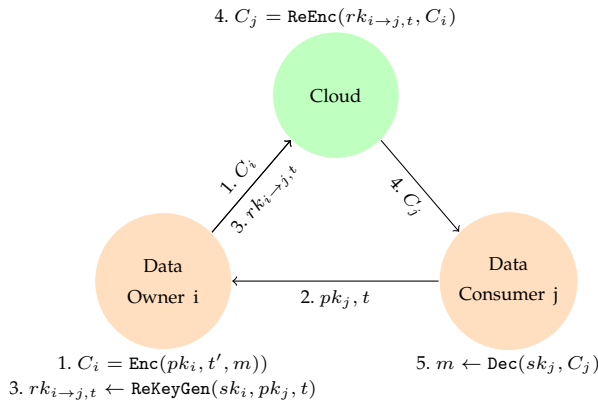 4. C_j = ReEnc(rk_{i→j,t}, C_i)
Cloud
1. C_i
3. rk_{i→j,t}
4. C_j
Data
Owner i
2. pk_j, t
Data
Consumer j
1. C_i = Enc(pk_i, t′, m))
3. rk_{i→j,t} ← ReKeyGen(sk_i, pk_j, t)
5. m ← Dec(sk_j, C_j)